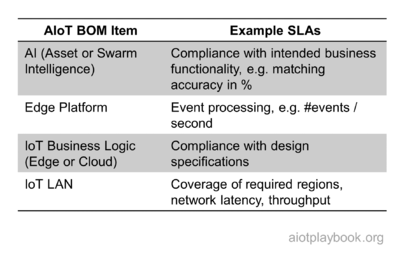 AIoT BOM Item Example SLAs
AI (Asset or Swarm Compliance with intended business
Intelligence) functionality, e.g. matching
accuracy in %
Edge Platform Event processing, e.g. #events /
second
IoT Business Logic Compliance with design
(Edge or Cloud) specifications
IoT LAN Coverage of required regions,
network latency, throughput
aiotplaybook.org